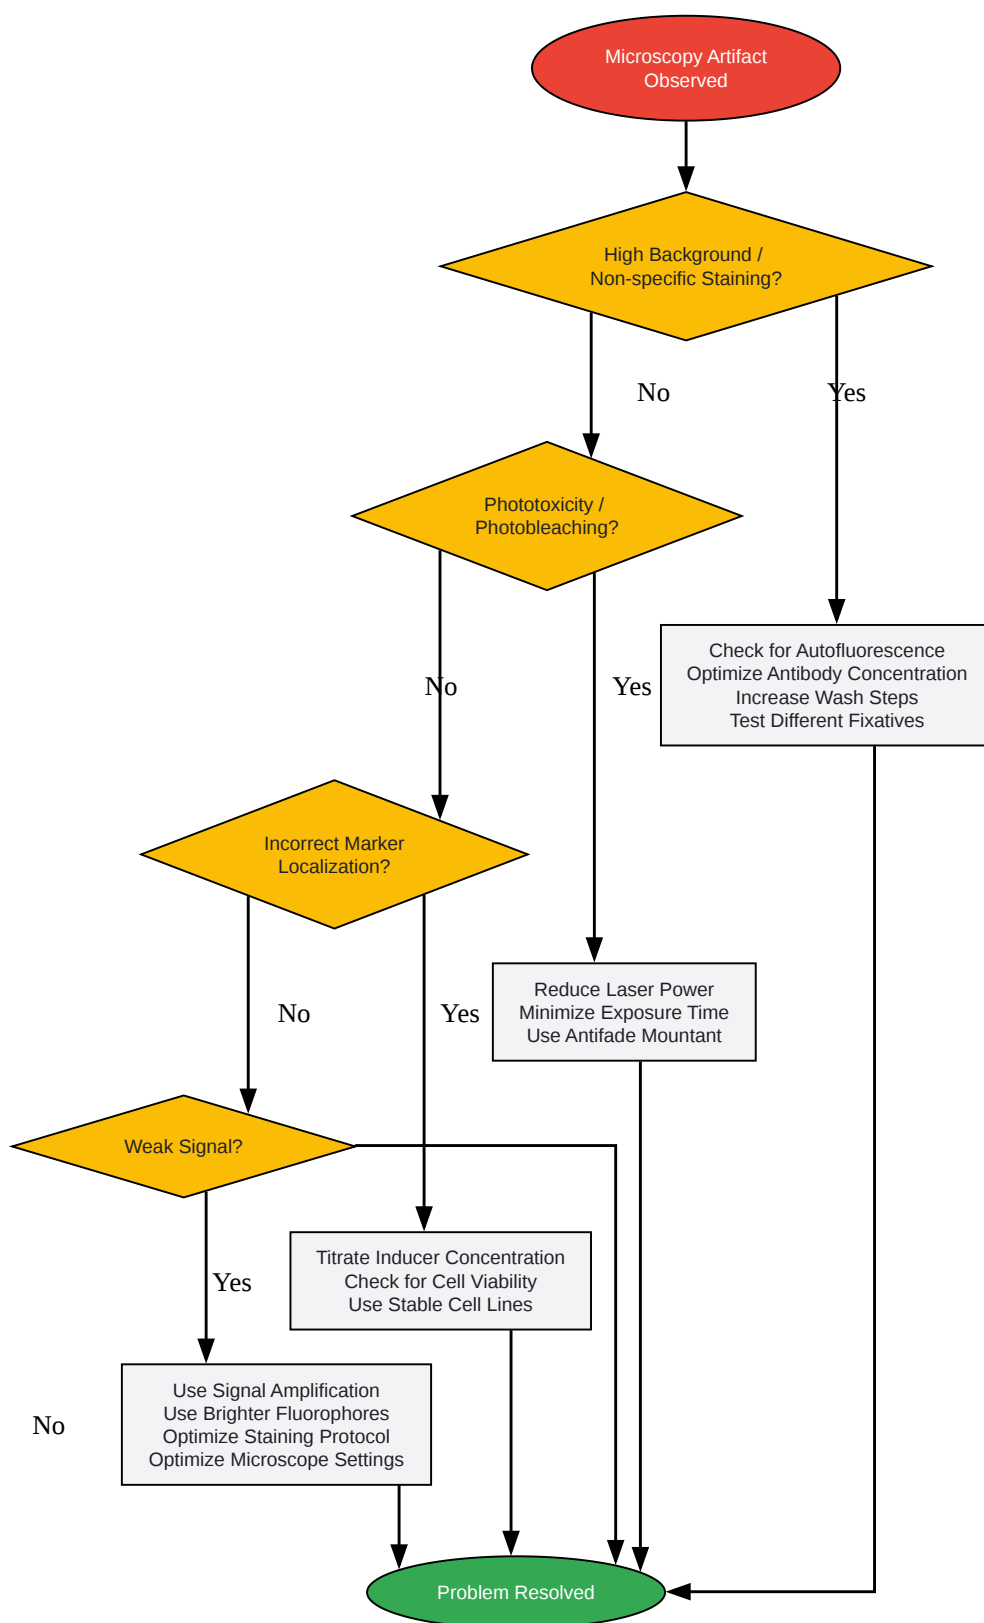 Microscopy Artifact
Observed
High Background /
Non-specific Staining?
No
Yes
Phototoxicity /
Photobleaching?
No
Yes
Check for Autofluorescence
Optimize Antibody Concentration
Increase Wash Steps
Test Different Fixatives
Incorrect Marker
Localization?
No
Yes
Reduce Laser Power
Minimize Exposure Time
Use Antifade Mountant
Weak Signal?
Yes
Titrate Inducer Concentration
Check for Cell Viability
Use Stable Cell Lines
No
Use Signal Amplification
Use Brighter Fluorophores
Optimize Staining Protocol
Optimize Microscope Settings
Problem Resolved